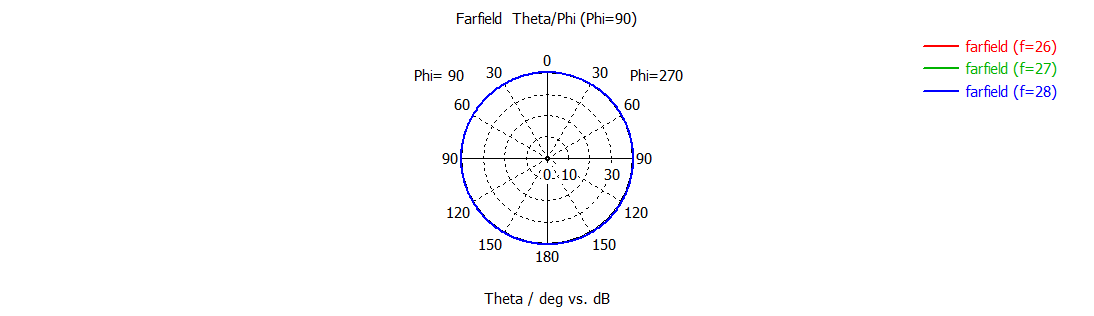 Farfield Theta/Phi (Phi=90)
farfield (f=26)
farfield (f=27)
farfield (f=28)
0
Phi= 90 30 30 Phi=270
60 60
90 90
0 10 30
120 120
150 150
180
Theta / deg vs. dB